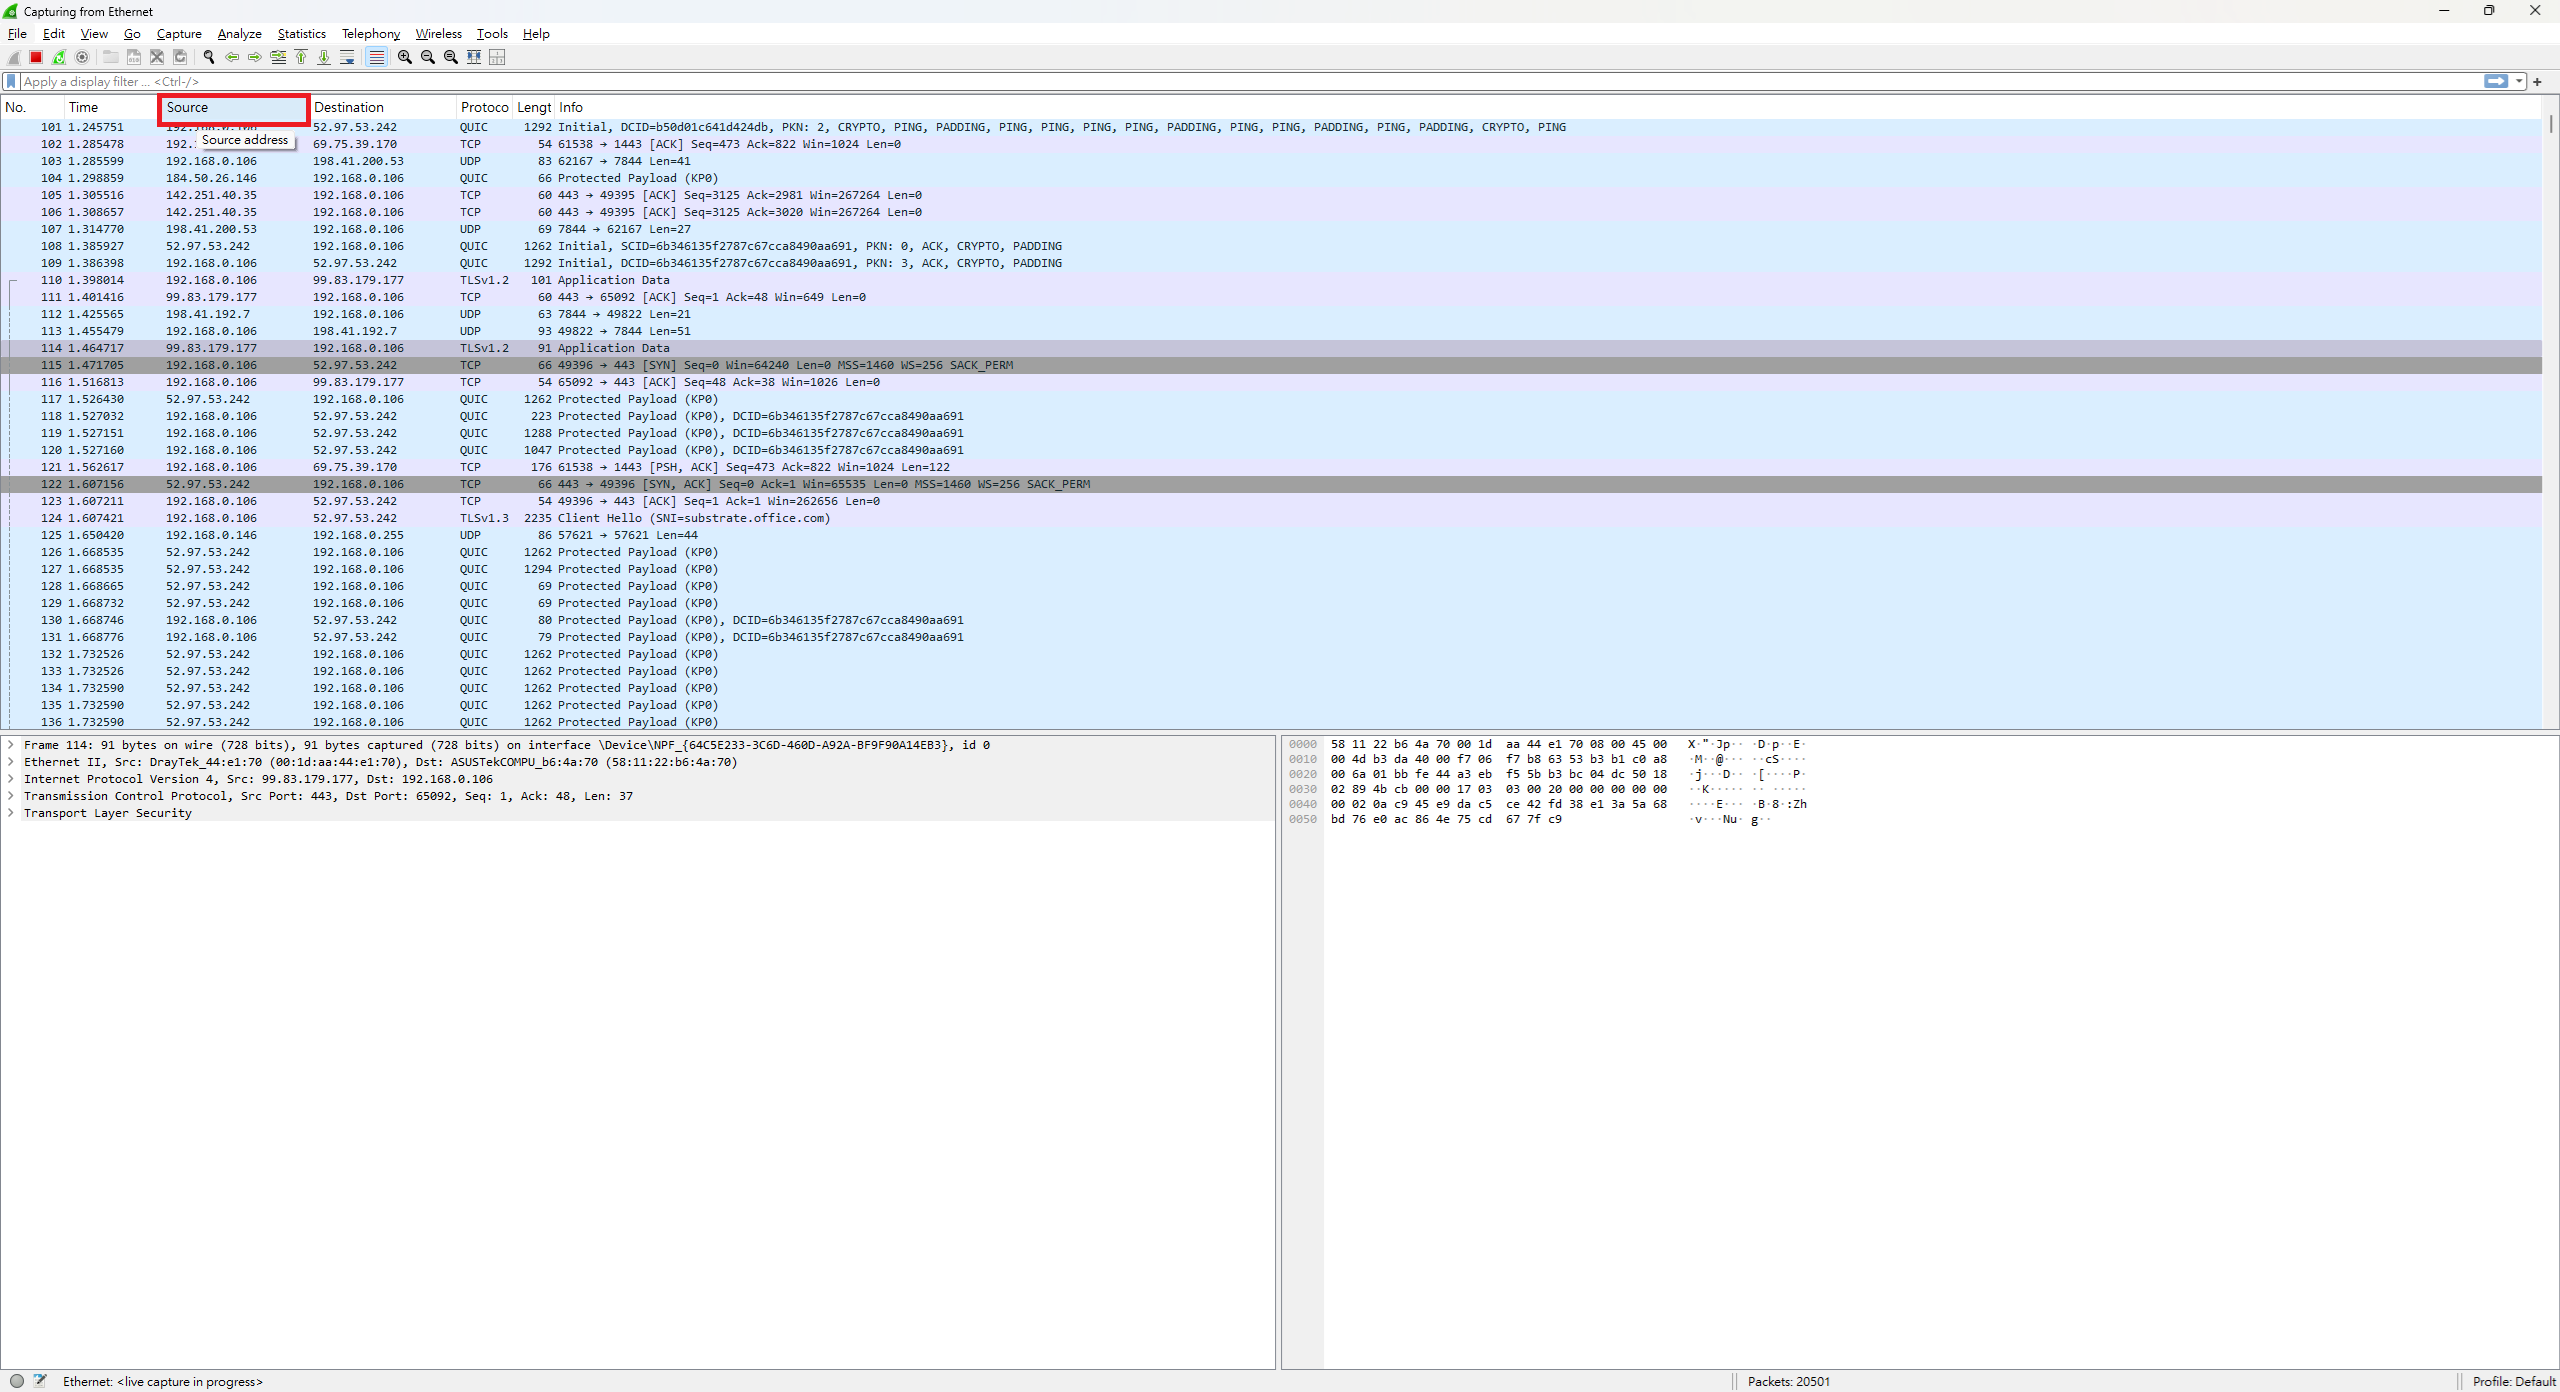 Capturing from Ethernet
File Edit View Go Capture Analyze Statistics Telephony Wireless Tools Help
Apply a display filter ... <Ctrl-/>
No. Time Source Destination Protoco Lengt Info
101 1.245751 52.97.53.242 QUIC 1292 Initial, DCID=b50d01c641d424db, PKN: 2, CRYPTO, PING, PADDING, PING, PING, PING, PING, PADDING, PING, PING, PADDING, PING, PADDING, CRYPTO, PING
102 1.285478 192. 69.75.39.170 TCP 54 61538 → 1443 [ACK] Seq=473 Ack=822 Win=1024 Len=0
Source address
103 1.285599 192.168.0.106 198.41.200.53 UDP 83 62167 → 7844 Len=41
104 1.298859 184.50.26.146 192.168.0.106 QUIC 66 Protected Payload (KP0)
105 1.305516 142.251.40.35 192.168.0.106 TCP 60 443 → 49395 [ACK] Seq=3125 Ack=2981 Win=267264 Len=0
106 1.308657 142.251.40.35 192.168.0.106 TCP 60 443 → 49395 [ACK] Seq=3125 Ack=3020 Win=267264 Len=0
107 1.314770 198.41.200.53 192.168.0.106 UDP 69 7844 → 62167 Len=27
108 1.385927 52.97.53.242 192.168.0.106 QUIC 1262 Initial, SCID=6b346135f2787c67cca8490aa691, PKN: 0, ACK, CRYPTO, PADDING
109 1.386398 192.168.0.106 52.97.53.242 QUIC 1292 Initial, DCID=6b346135f2787c67cca8490aa691, PKN: 3, ACK, CRYPTO, PADDING
110 1.398014 192.168.0.106 99.83.179.177 TLSv1.2 101 Application Data
111 1.401416 99.83.179.177 192.168.0.106 TCP 60 443 → 65092 [ACK] Seq=1 Ack=48 Win=649 Len=0
112 1.425565 198.41.192.7 192.168.0.106 UDP 63 7844 → 49822 Len=21
113 1.455479 192.168.0.106 198.41.192.7 UDP 93 49822 → 7844 Len=51
114 1.464717 99.83.179.177 192.168.0.106 TLSv1.2 91 Application Data
115 1.471705 192.168.0.106 52.97.53.242 TCP 66 49396 → 443 [SYN] Seq=0 Win=64240 Len=0 MSS=1460 WS=256 SACK_PERM
116 1.516813 192.168.0.106 99.83.179.177 TCP 54 65092 → 443 [ACK] Seq=48 Ack=38 Win=1026 Len=0
117 1.526430 52.97.53.242 192.168.0.106 QUIC 1262 Protected Payload (KP0)
118 1.527032 192.168.0.106 52.97.53.242 QUIC 223 Protected Payload (KP0), DCID=6b346135f2787c67cca8490aa691
119 1.527151 192.168.0.106 52.97.53.242 QUIC 1288 Protected Payload (KP0), DCID=6b346135f2787c67cca8490aa691
120 1.527160 192.168.0.106 52.97.53.242 QUIC 1047 Protected Payload (KP0), DCID=6b346135f2787c67cca8490aa691
121 1.562617 192.168.0.106 69.75.39.170 TCP 176 61538 → 1443 [PSH, ACK] Seq=473 Ack=822 Win=1024 Len=122
122 1.607156 52.97.53.242 192.168.0.106 TCP 66 443 → 49396 [SYN, ACK] Seq=0 Ack=1 Win=65535 Len=0 MSS=1460 WS=256 SACK_PERM
123 1.607211 192.168.0.106 52.97.53.242 TCP 54 49396 → 443 [ACK] Seq=1 Ack=1 Win=262656 Len=0
124 1.607421 192.168.0.106 52.97.53.242 TLSv1.3 2235 Client Hello (SNI=substrate.office.com)
125 1.650420 192.168.0.146 192.168.0.255 UDP 86 57621 → 57621 Len=44
126 1.668535 52.97.53.242 192.168.0.106 QUIC 1262 Protected Payload (KP0)
127 1.668535 52.97.53.242 192.168.0.106 QUIC 1294 Protected Payload (KP0)
128 1.668665 52.97.53.242 192.168.0.106 QUIC 69 Protected Payload (KP0)
129 1.668732 52.97.53.242 192.168.0.106 QUIC 69 Protected Payload (KP0)
130 1.668746 192.168.0.106 52.97.53.242 QUIC 80 Protected Payload (KP0), DCID=6b346135f2787c67cca8490aa691
131 1.668776 192.168.0.106 52.97.53.242 QUIC 79 Protected Payload (KP0), DCID=6b346135f2787c67cca8490aa691
132 1.732526 52.97.53.242 192.168.0.106 QUIC 1262 Protected Payload (KP0)
133 1.732526 52.97.53.242 192.168.0.106 QUIC 1262 Protected Payload (KP0)
134 1.732590 52.97.53.242 192.168.0.106 QUIC 1262 Protected Payload (KP0)
135 1.732590 52.97.53.242 192.168.0.106 QUIC 1262 Protected Payload (KP0)
136 1.732590 52.97.53.242 192.168.0.106 QUIC 1262 Protected Payload (KP0)
Frame 114: 91 bytes on wire (728 bits), 91 bytes captured (728 bits) on interface \Device\NPF_{64C5E233-3C6D-460D-A92A-BF9F90A14EB3}, id 0
Ethernet II, Src: DrayTek_44:e1:70 (00:1d:aa:44:e1:70), Dst: ASUSTekCOMPU_b6:4a:70 (58:11:22:b6:4a:70)
Internet Protocol Version 4, Src: 99.83.179.177, Dst: 192.168.0.106
Transmission Control Protocol, Src Port: 443, Dst Port: 65092, Seq: 1, Ack: 48, Len: 37
Transport Layer Security
0000 58 11 22 b6 4a 70 00 1d aa 44 e1 70 08 00 45 00 X·"·Jp·· ·D·p··E·
0010 00 4d b3 da 40 00 f7 06 f7 b8 63 53 b3 b1 c0 a8 ·M··@··· ··cS····
0020 00 6a 01 bb fe 44 a3 eb f5 5b b3 bc 04 dc 50 18 ·j···D·· ·[····P·
0030 02 89 4b cb 00 00 17 03 03 00 20 00 00 00 00 00 ··K····· ·· ·····
0040 00 02 0a c9 45 e9 da c5 ce 42 fd 38 e1 3a 5a 68 ····E··· ·B·8·:Zh
0050 bd 76 e0 ac 86 4e 75 cd 67 7f c9 ·v···Nu· g··
Ethernet: <live capture in progress>
Packets: 20501
Profile: Default